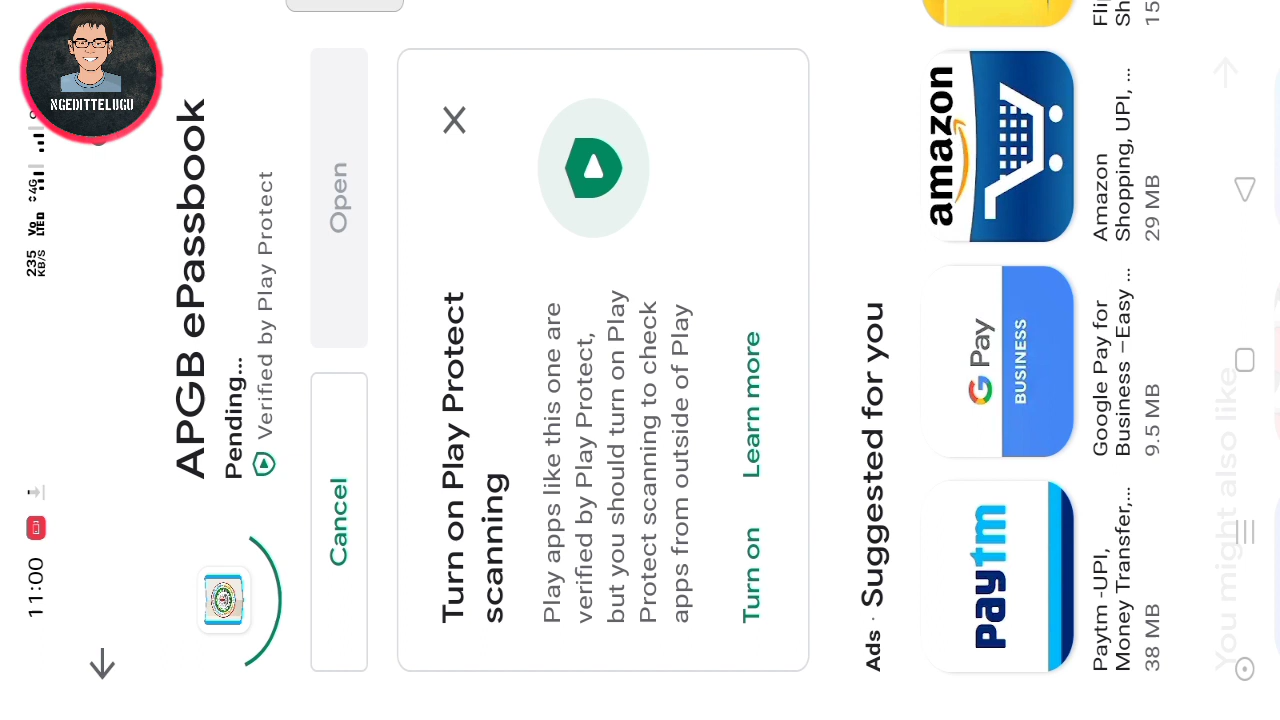 NGEDITTELUGU
11:00
235
KB/S
Vo
LTED
4G
APGB ePassbook
Pending...
Verified by Play Protect
Cancel
Open
Turn on Play Protect
scanning
Play apps like this one are
verified by Play Protect,
but you should turn on Play
Protect scanning to check
apps from outside of Play
Turn on
Learn more
Ads · Suggested for you
paytm
Paytm -UPI,
Money Transfer,...
38 MB
G Pay
BUSINESS
Google Pay for
Business –Easy ...
9.5 MB
amazon
Amazon
Shopping, UPI, ...
29 MB
Fli
Sh
15
You might also like